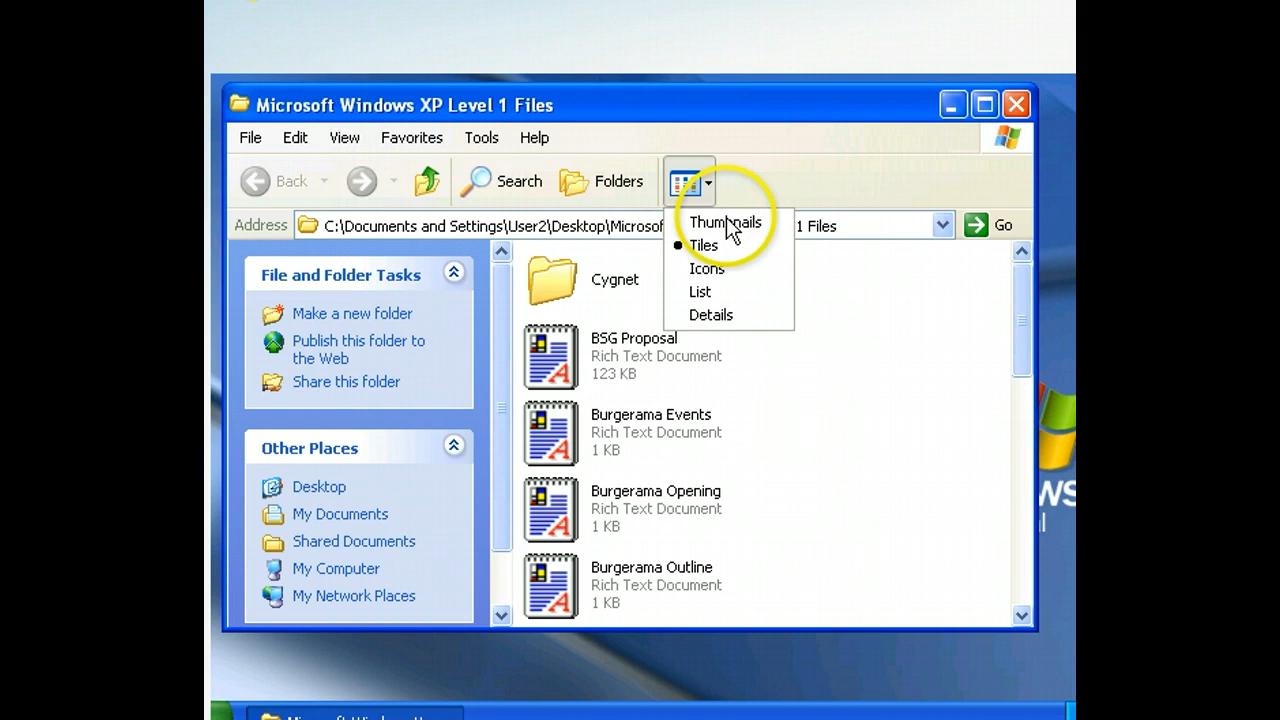 Microsoft Windows XP Level 1 Files
File Edit View Favorites Tools Help
Back Search Folders
Address C:\Documents and Settings\User2\Desktop\Microsof 1 Files Go
Thumbnails
Tiles
Icons
List
Details
File and Folder Tasks
Make a new folder
Publish this folder to
the Web
Share this folder
Other Places
Desktop
My Documents
Shared Documents
My Computer
My Network Places
Cygnet
BSG Proposal
Rich Text Document
123 KB
Burgerama Events
Rich Text Document
1 KB
Burgerama Opening
Rich Text Document
1 KB
Burgerama Outline
Rich Text Document
1 KB